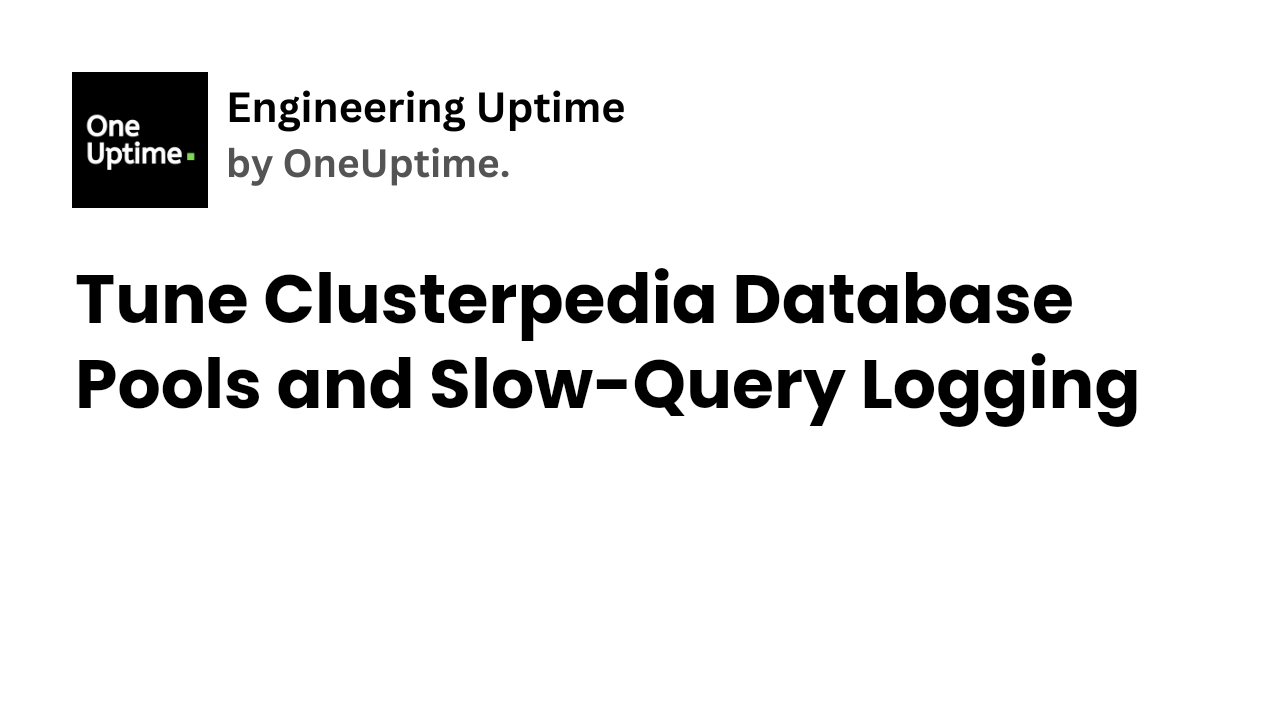 One
Uptime
Engineering Uptime
by OneUptime.
Tune Clusterpedia Database
Pools and Slow-Query Logging